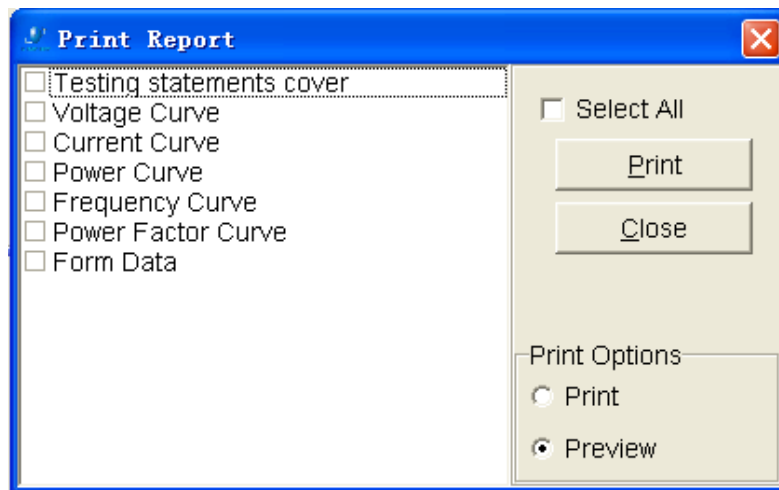 Print Report
Testing statements cover
Voltage Curve
Current Curve
Power Curve
Frequency Curve
Power Factor Curve
Form Data
Select All
Print
Close
Print Options
Print
Preview